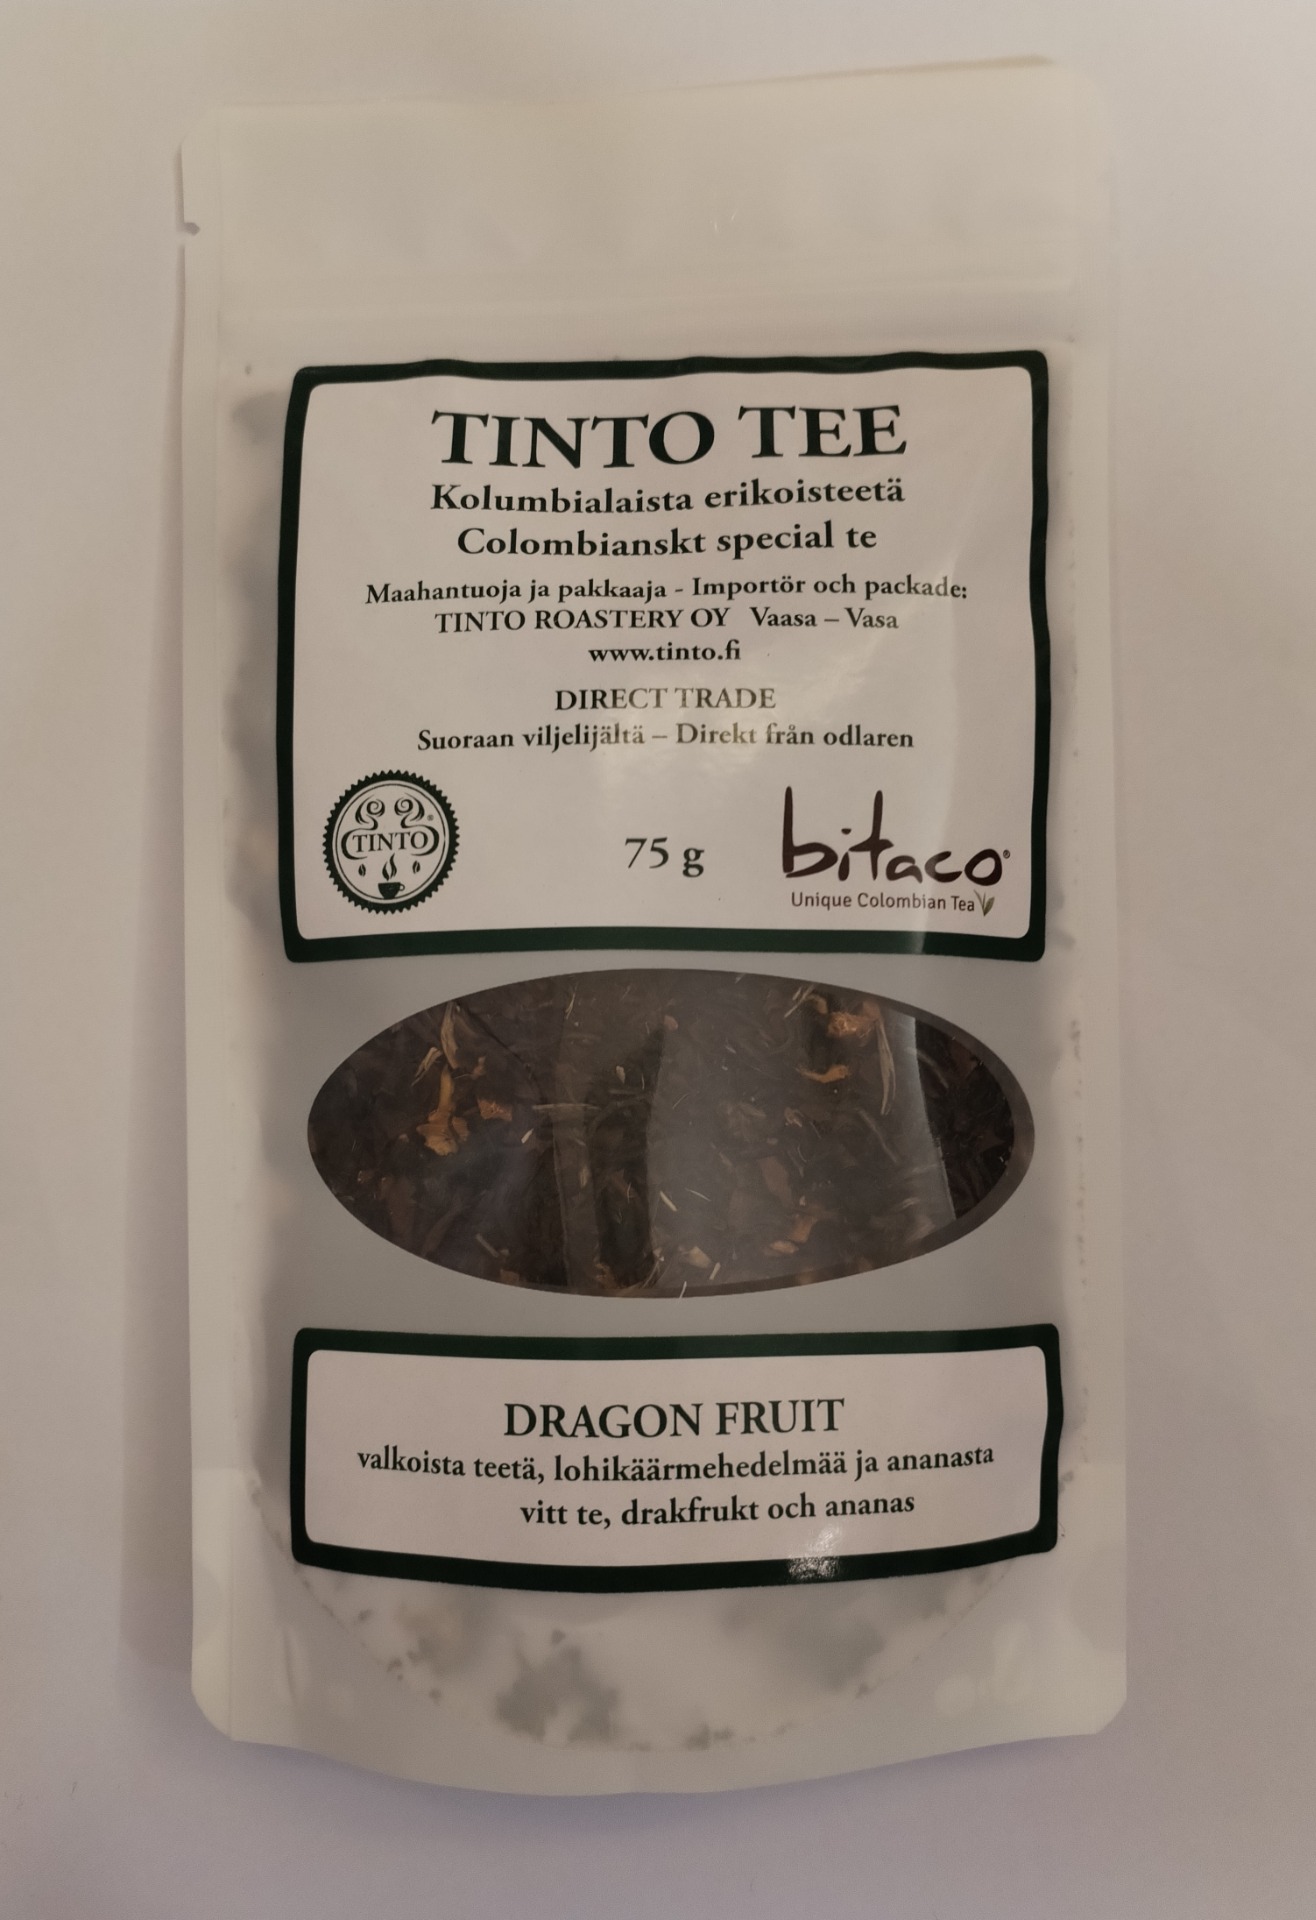 TINTO TEE
Kolumbialaista erikoisteetä
Colombianskt special te
Maahantuoja ja pakkaaja - Importör och packade:
TINTO ROASTERY OY Vaasa – Vasa
www.tinto.fi
DIRECT TRADE
Suoraan viljelijältä – Direkt från odlaren
TINTO
75 g
bitaco®
Unique Colombian Tea
DRAGON FRUIT
valkoista teetä, lohikäärmehedelmää ja ananasta
vitt te, drakfrukt och ananas